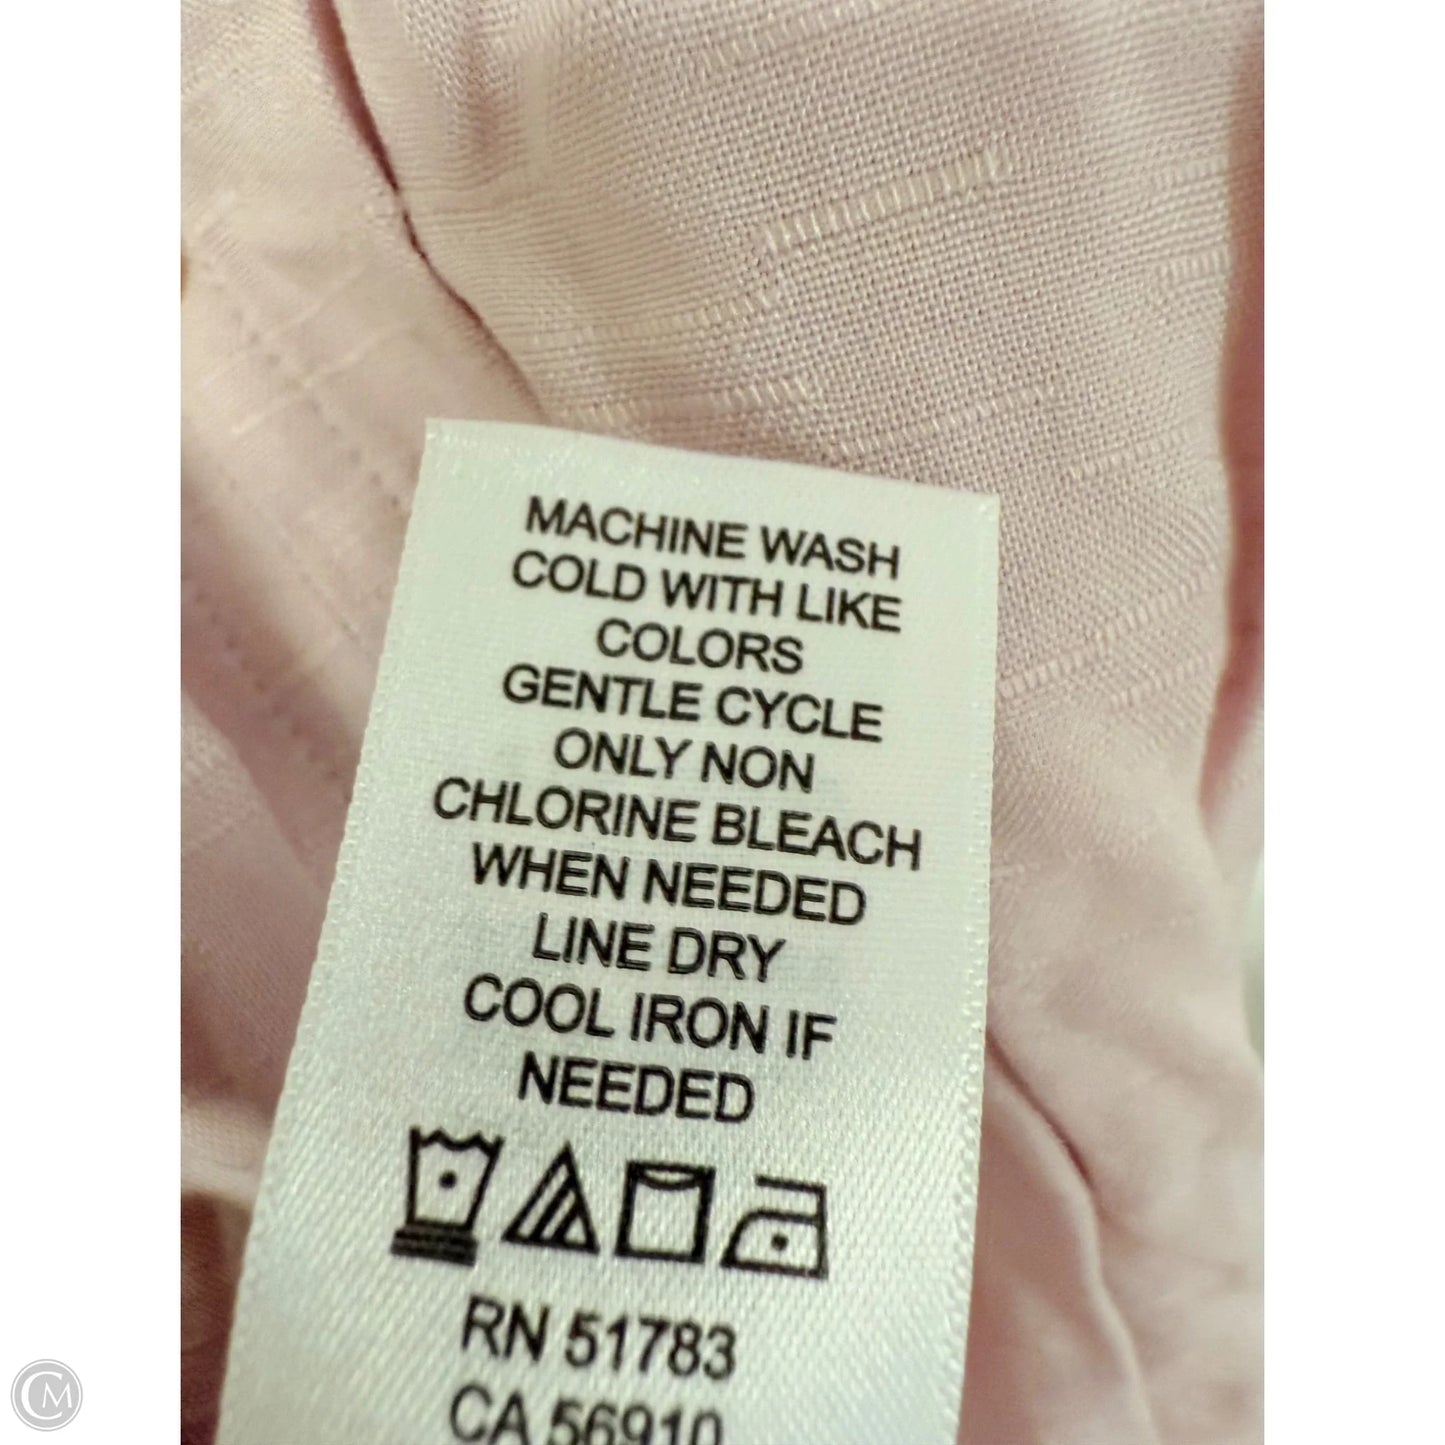 MACHINE WASH
COLD WITH LIKE
COLORS
GENTLE CYCLE
ONLY NON
CHLORINE BLEACH
WHEN NEEDED
LINE DRY
COOL IRON IF
NEEDED
RN 51783
CA 56910
CM